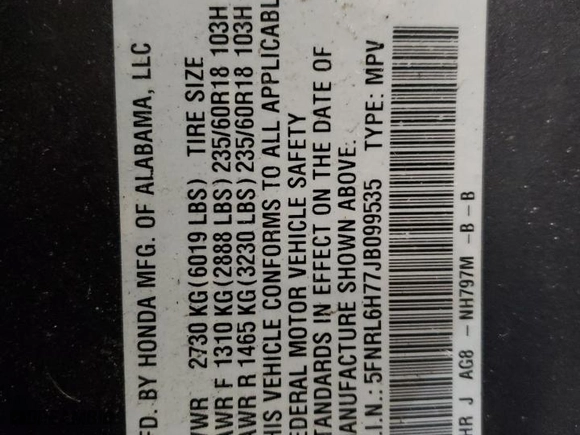 FD. BY HONDA MFG. OF ALABAMA, LLC
VWR 2730 KG(6019 LBS) TIRE SIZE
AWR F 1310 KG(2888 LBS) 235/60R18 103H
AWR R 1465 KG(3230 LBS) 235/60R18 103H
HIS VEHICLE CONFORMS TO ALL APPLICABL
EDERAL MOTOR VEHICLE SAFETY
TANDARDS IN EFFECT ON THE DATE OF
ANUFACTURE SHOWN ABOVE.
.I.N.: 5FNRL6H77JB099535 TYPE: MPV
HR J AG8 - NH797M -B -B